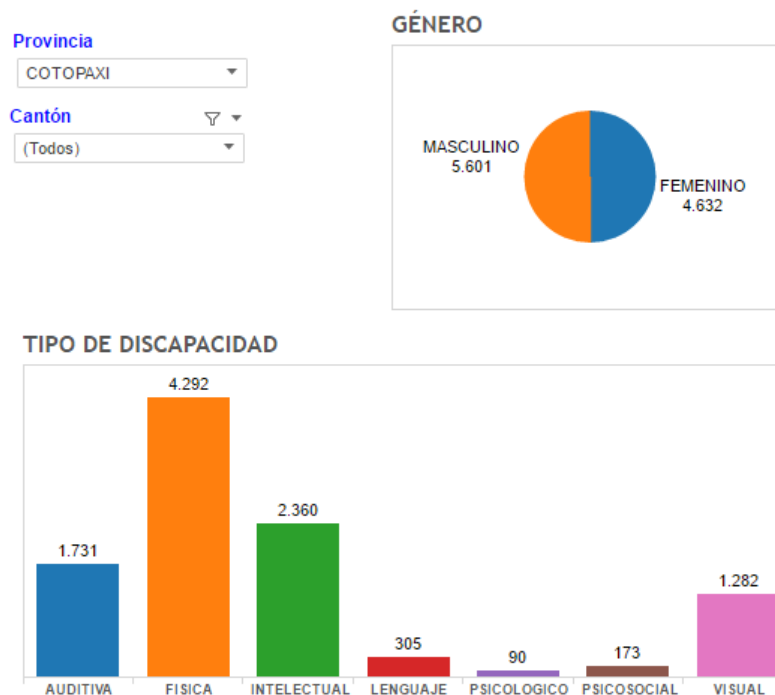 Provincia
COTOPAXI
Cantón
(Todos)
GÉNERO
MASCULINO
5.601
FEMENINO
4.632
TIPO DE DISCAPACIDAD
1.731
4.292
2.360
305
90
173
1.282
AUDITIVA
FISICA
INTELECTUAL
LENGUAJE
PSICOLOGICO
PSICOSOCIAL
VISUAL